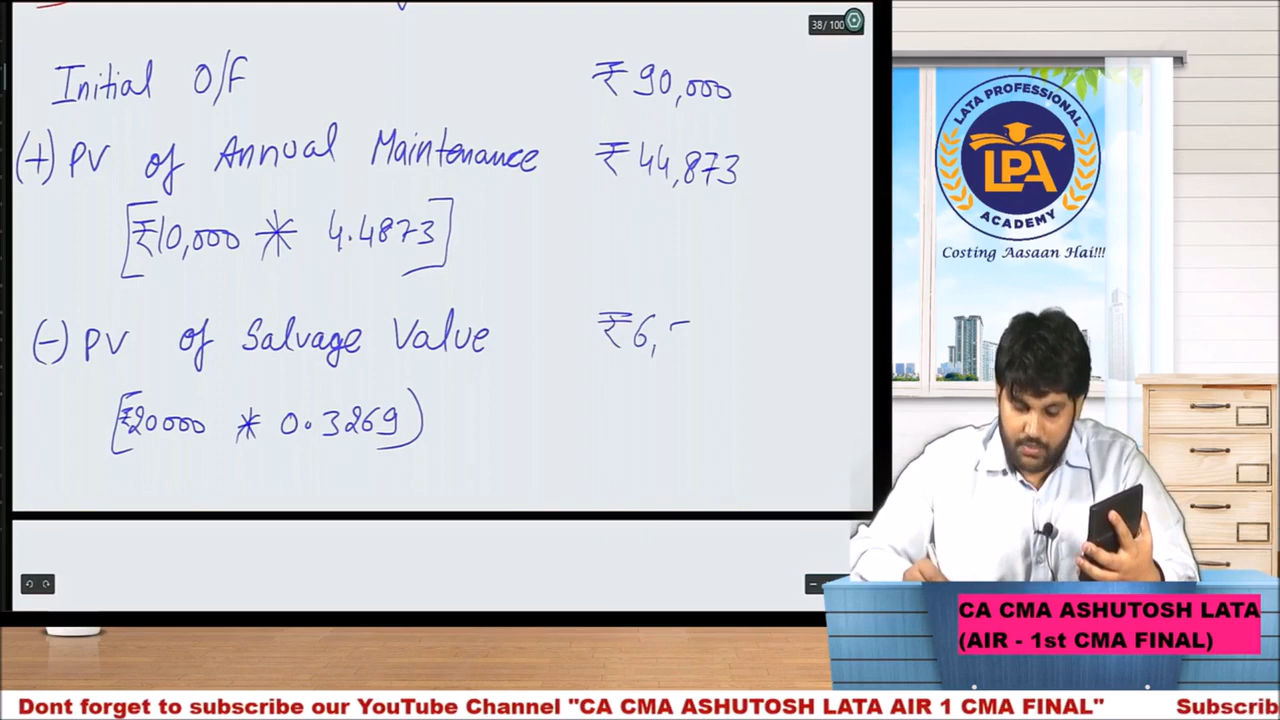 38/100
Initial O/F ₹90,000
(+) PV of Annual Maintenance ₹44,873
[₹10,000 * 4.4873]
(-) PV of Salvage Value ₹6,
[₹20000 * 0.3269)
LATA PROFESSIONAL
LPA
ACADEMY
Costing Aasaan Hai!!!
CA CMA ASHUTOSH LATA
(AIR - 1st CMA FINAL)
Dont forget to subscribe our YouTube Channel "CA CMA ASHUTOSH LATA AIR 1 CMA FINAL" Subscrib